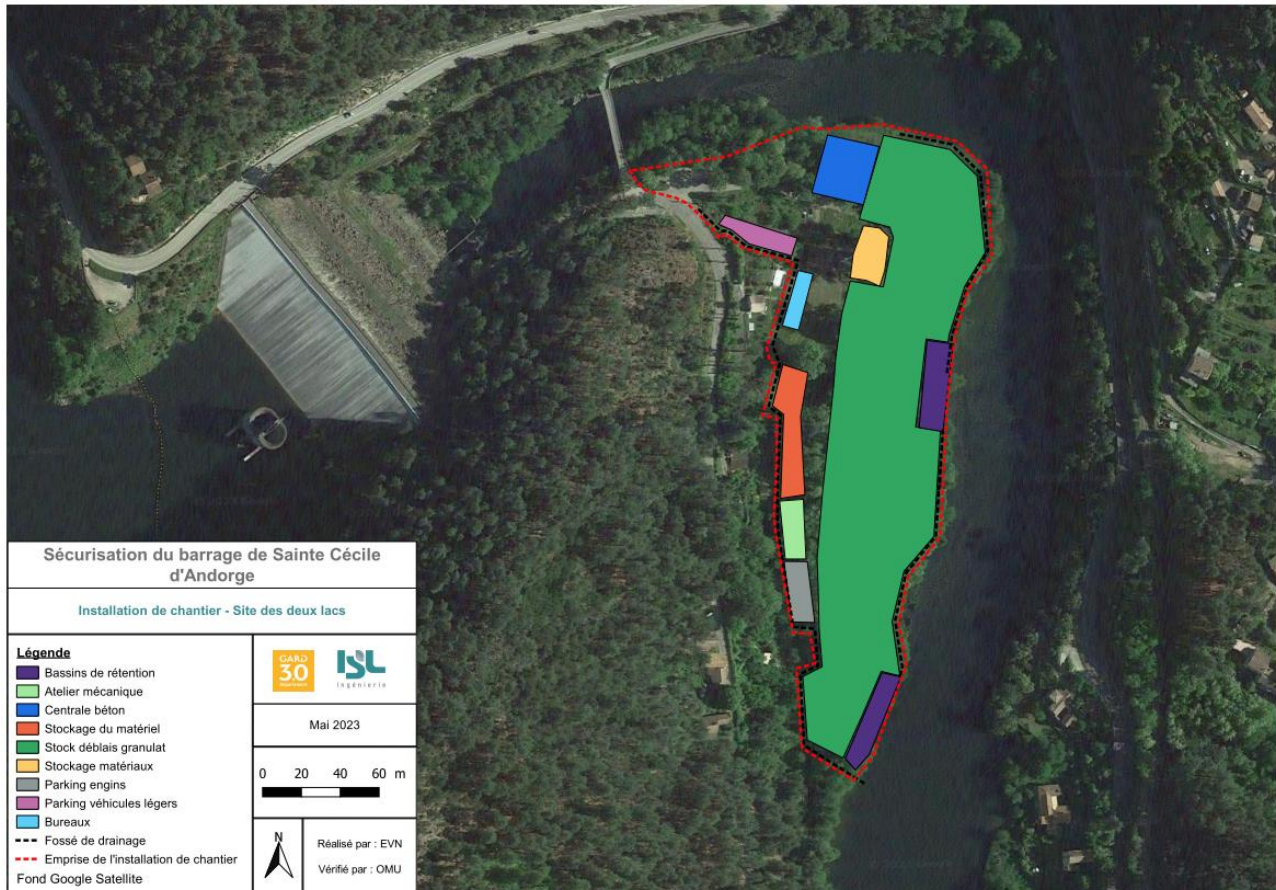 Sécurisation du barrage de Sainte Cécile
d'Andorge
Installation de chantier - Site des deux lacs
Légende
Bassins de rétention
Atelier mécanique
Centrale béton
Stockage du matériel
Stock déblais granulat
Stockage matériaux
Parking engins
Parking véhicules légers
Bureaux
Fossé de drainage
Emprise de l'installation de chantier
Fond Google Satellite
GARD
30
ISL
Ingénierie
Mai 2023
0 20 40 60 m
N
Réalisé par : EVN
Vérifié par : OMU